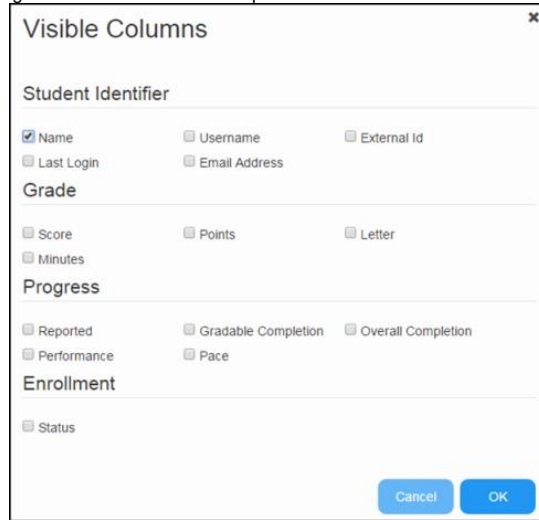 Visible Columns
Student Identifier
Name Username External Id
Last Login Email Address
Grade
Score Points Letter
Minutes
Progress
Reported Gradable Completion Overall Completion
Performance Pace
Enrollment
Status
Cancel OK